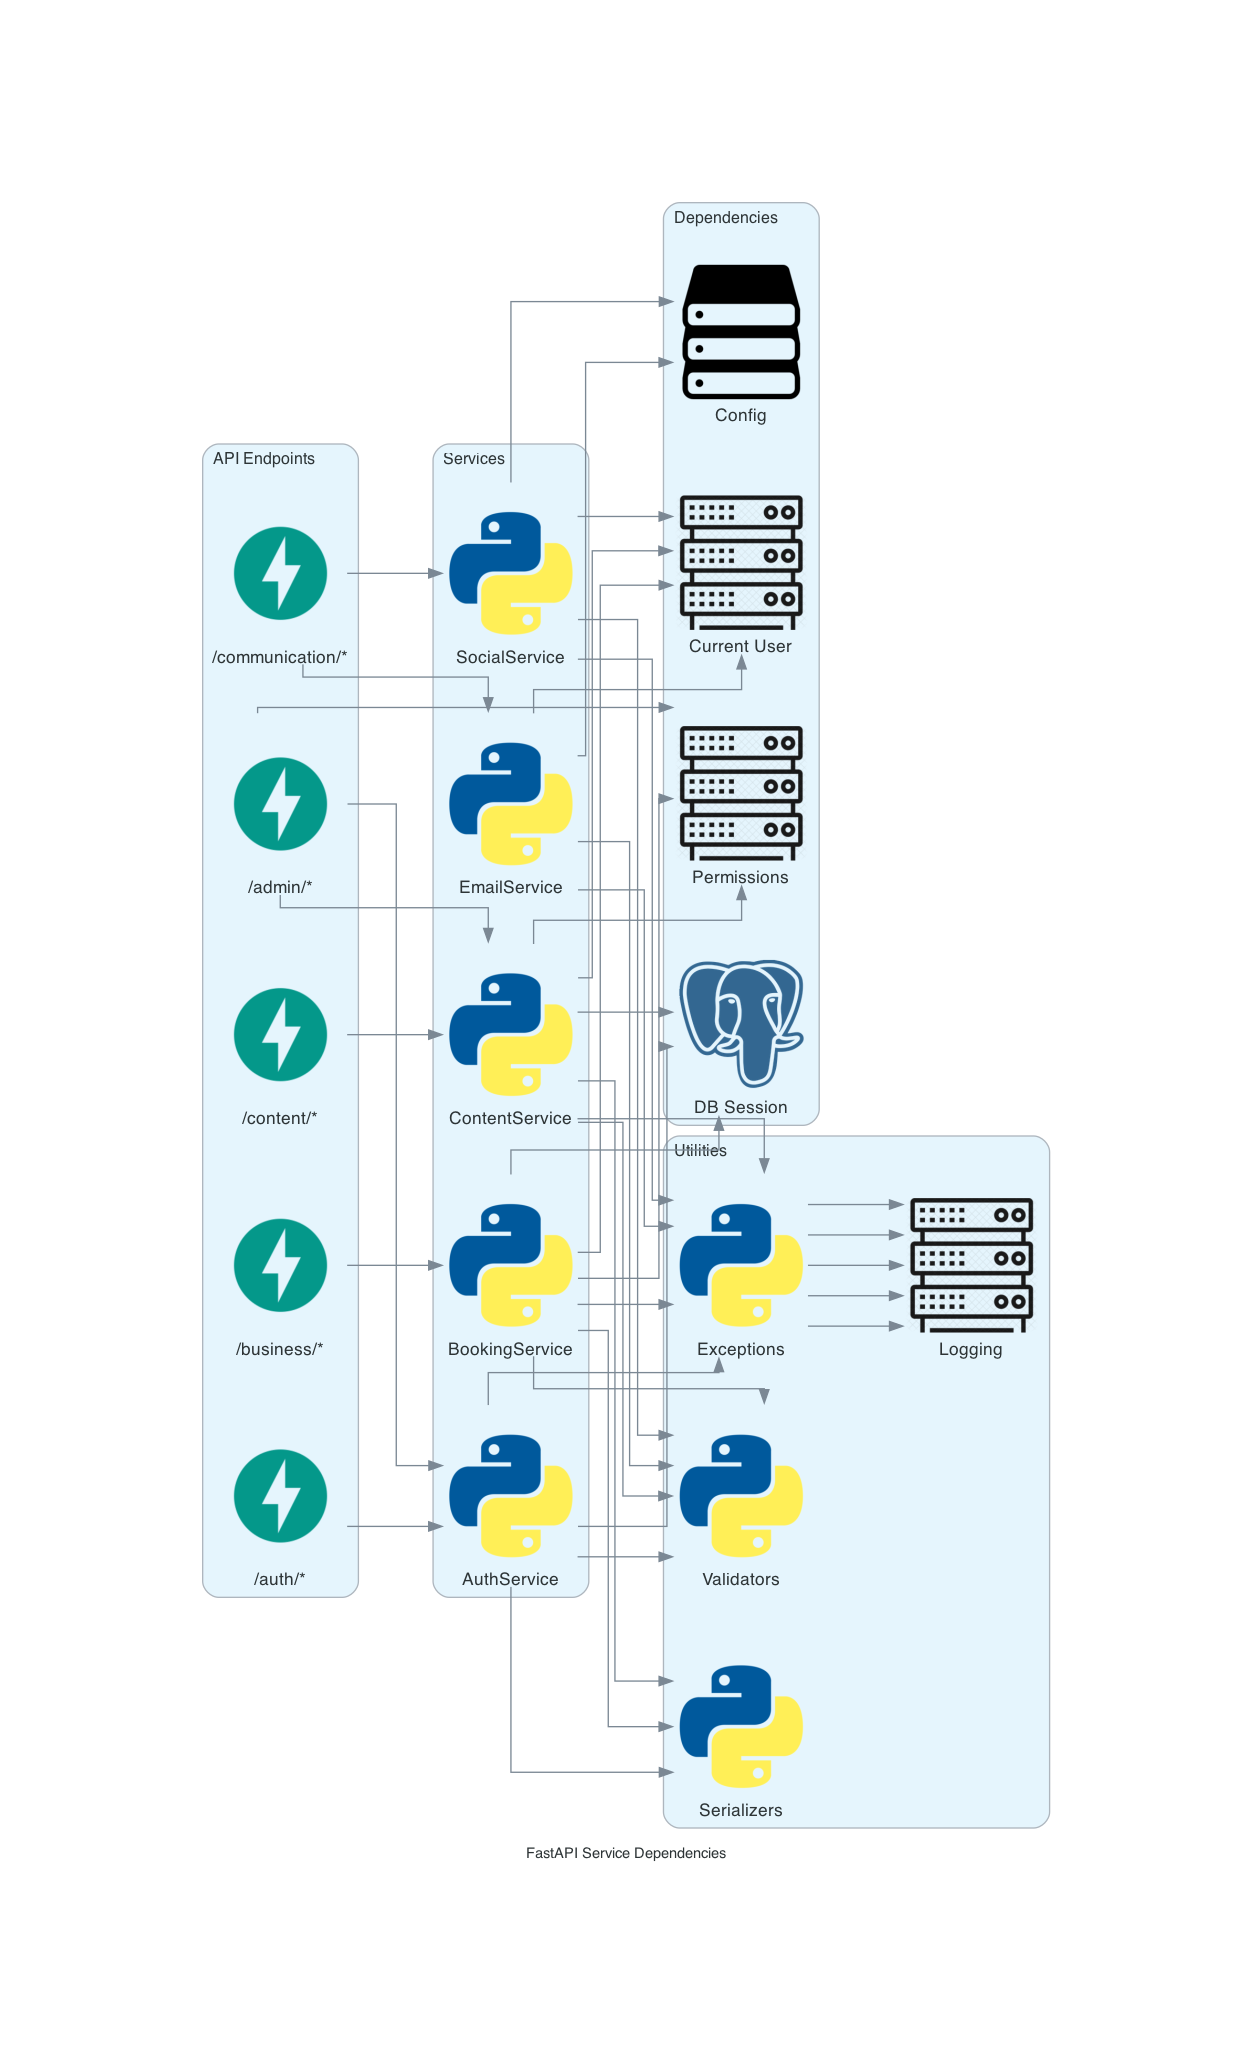 Dependencies
Config
API Endpoints
Services
/communication/*
SocialService
Current User
/admin/*
EmailService
Permissions
/content/*
ContentService
DB Session
Utilities
/business/*
BookingService
Exceptions
Logging
/auth/*
AuthService
Validators
Serializers
FastAPI Service Dependencies